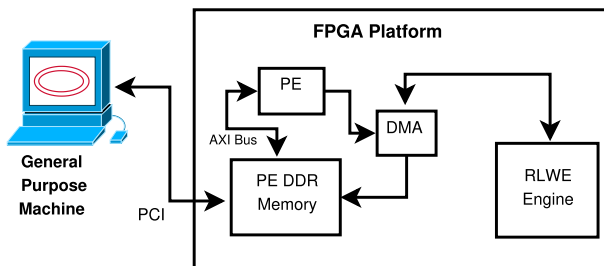 FPGA Platform
PE
AXI Bus
DMA
General
Purpose
Machine
PCI
PE DDR
Memory
RLWE
Engine